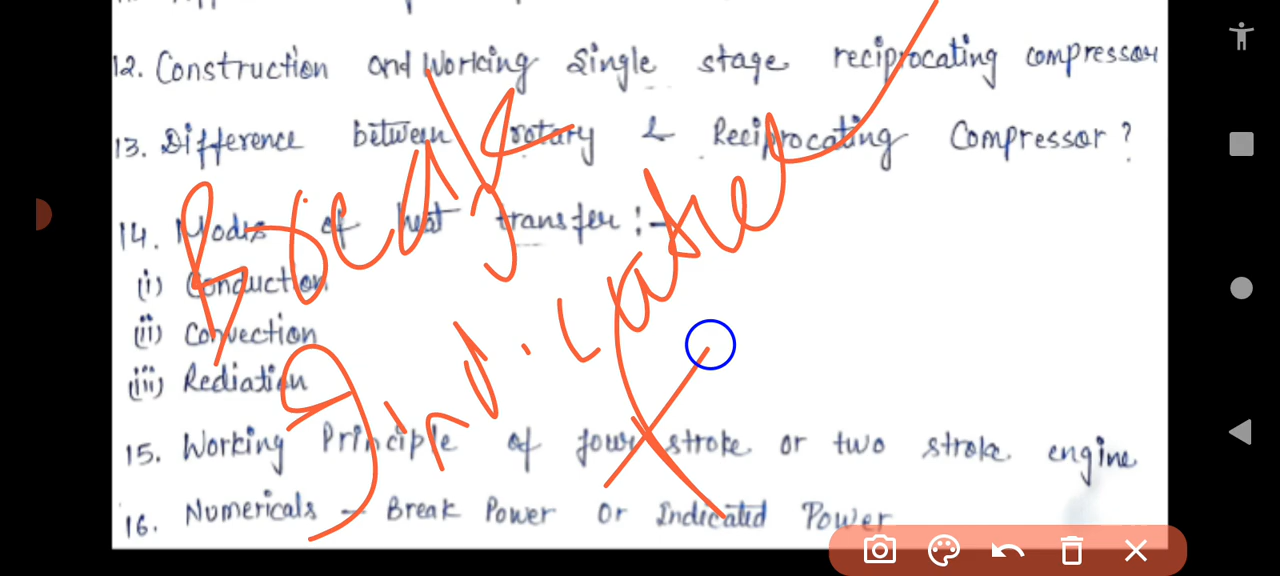 12. Construction and Working Single stage reciprocating compressor
13. Difference between rotary & Reciprocating Compressor?
14. Modes of heat transfer :-
(i) Conduction
(ii) Convection
(iii) Rediation
15. Working Principle of four stroke or two stroke engine
16. Numericals - Break Power or Indicated Power
Break